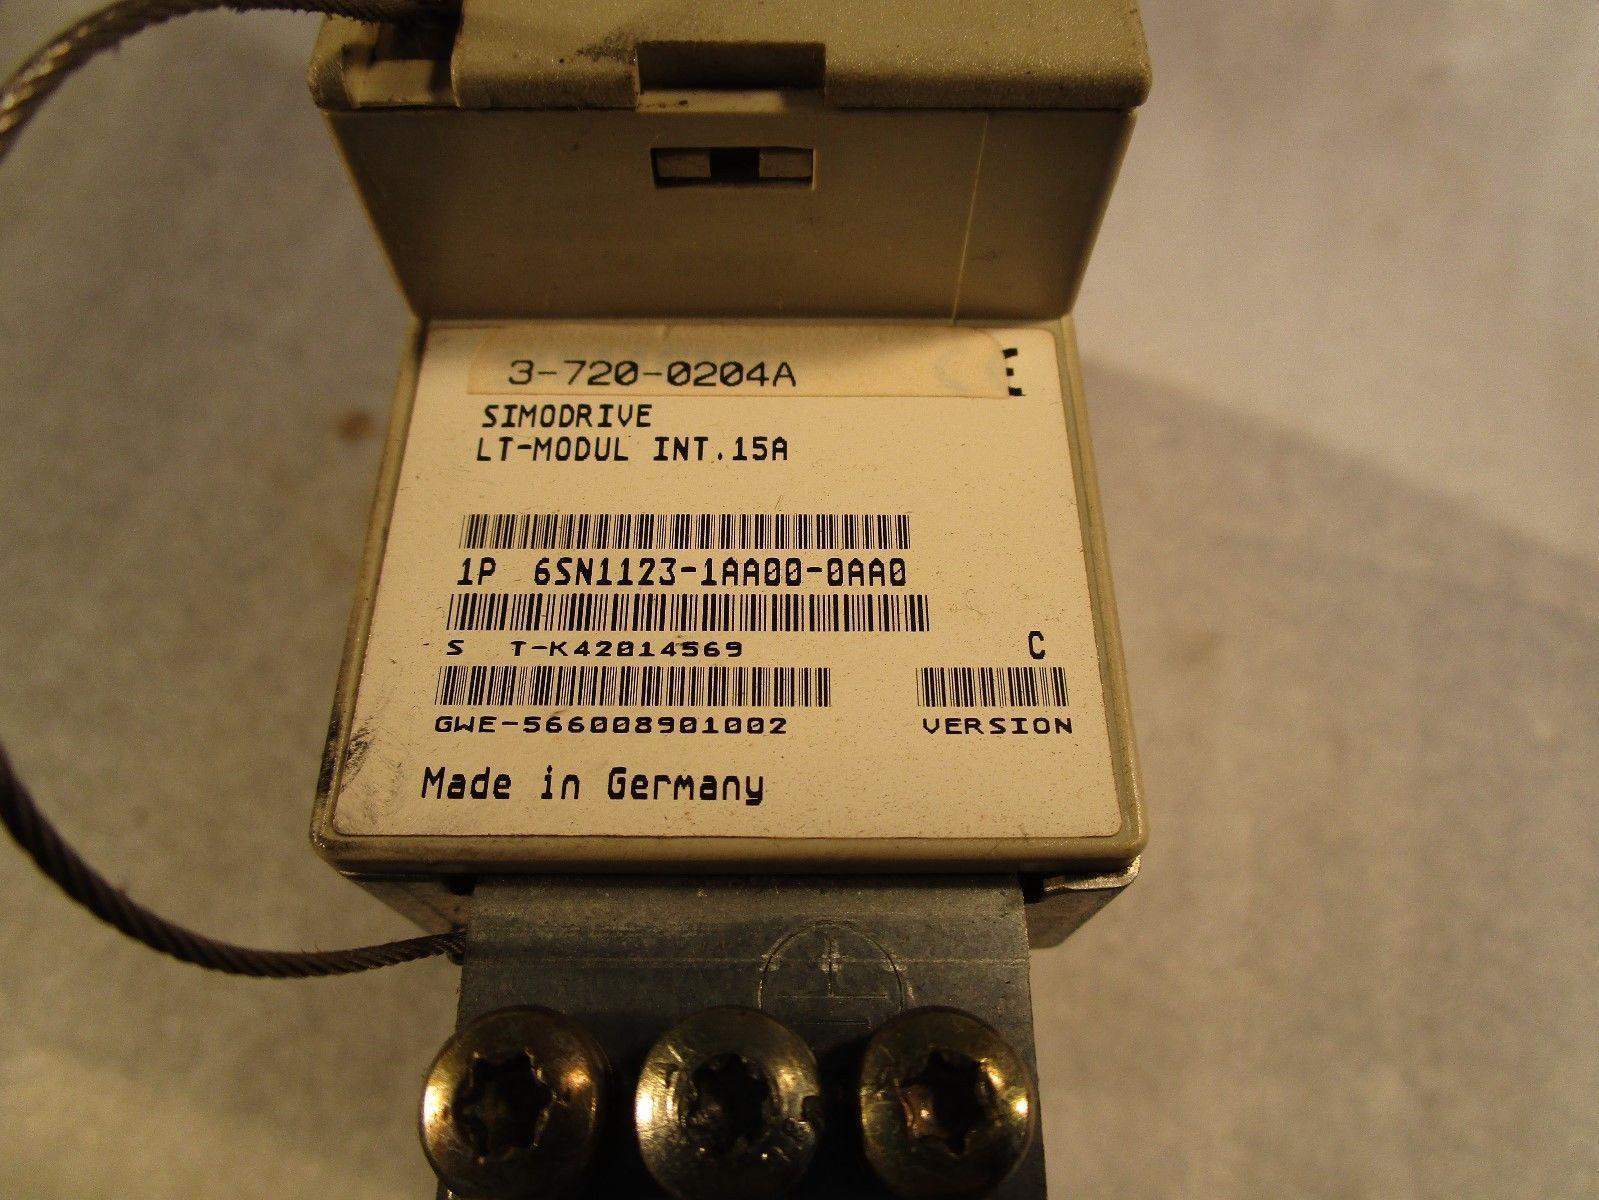 3-720-0204A
SIMODRIVE
LT-MODUL INT.15A
1P 6SN1123-1AA00-0AA0
S T-K42014569
C
GWE-566008901002
VERSION
Made in Germany